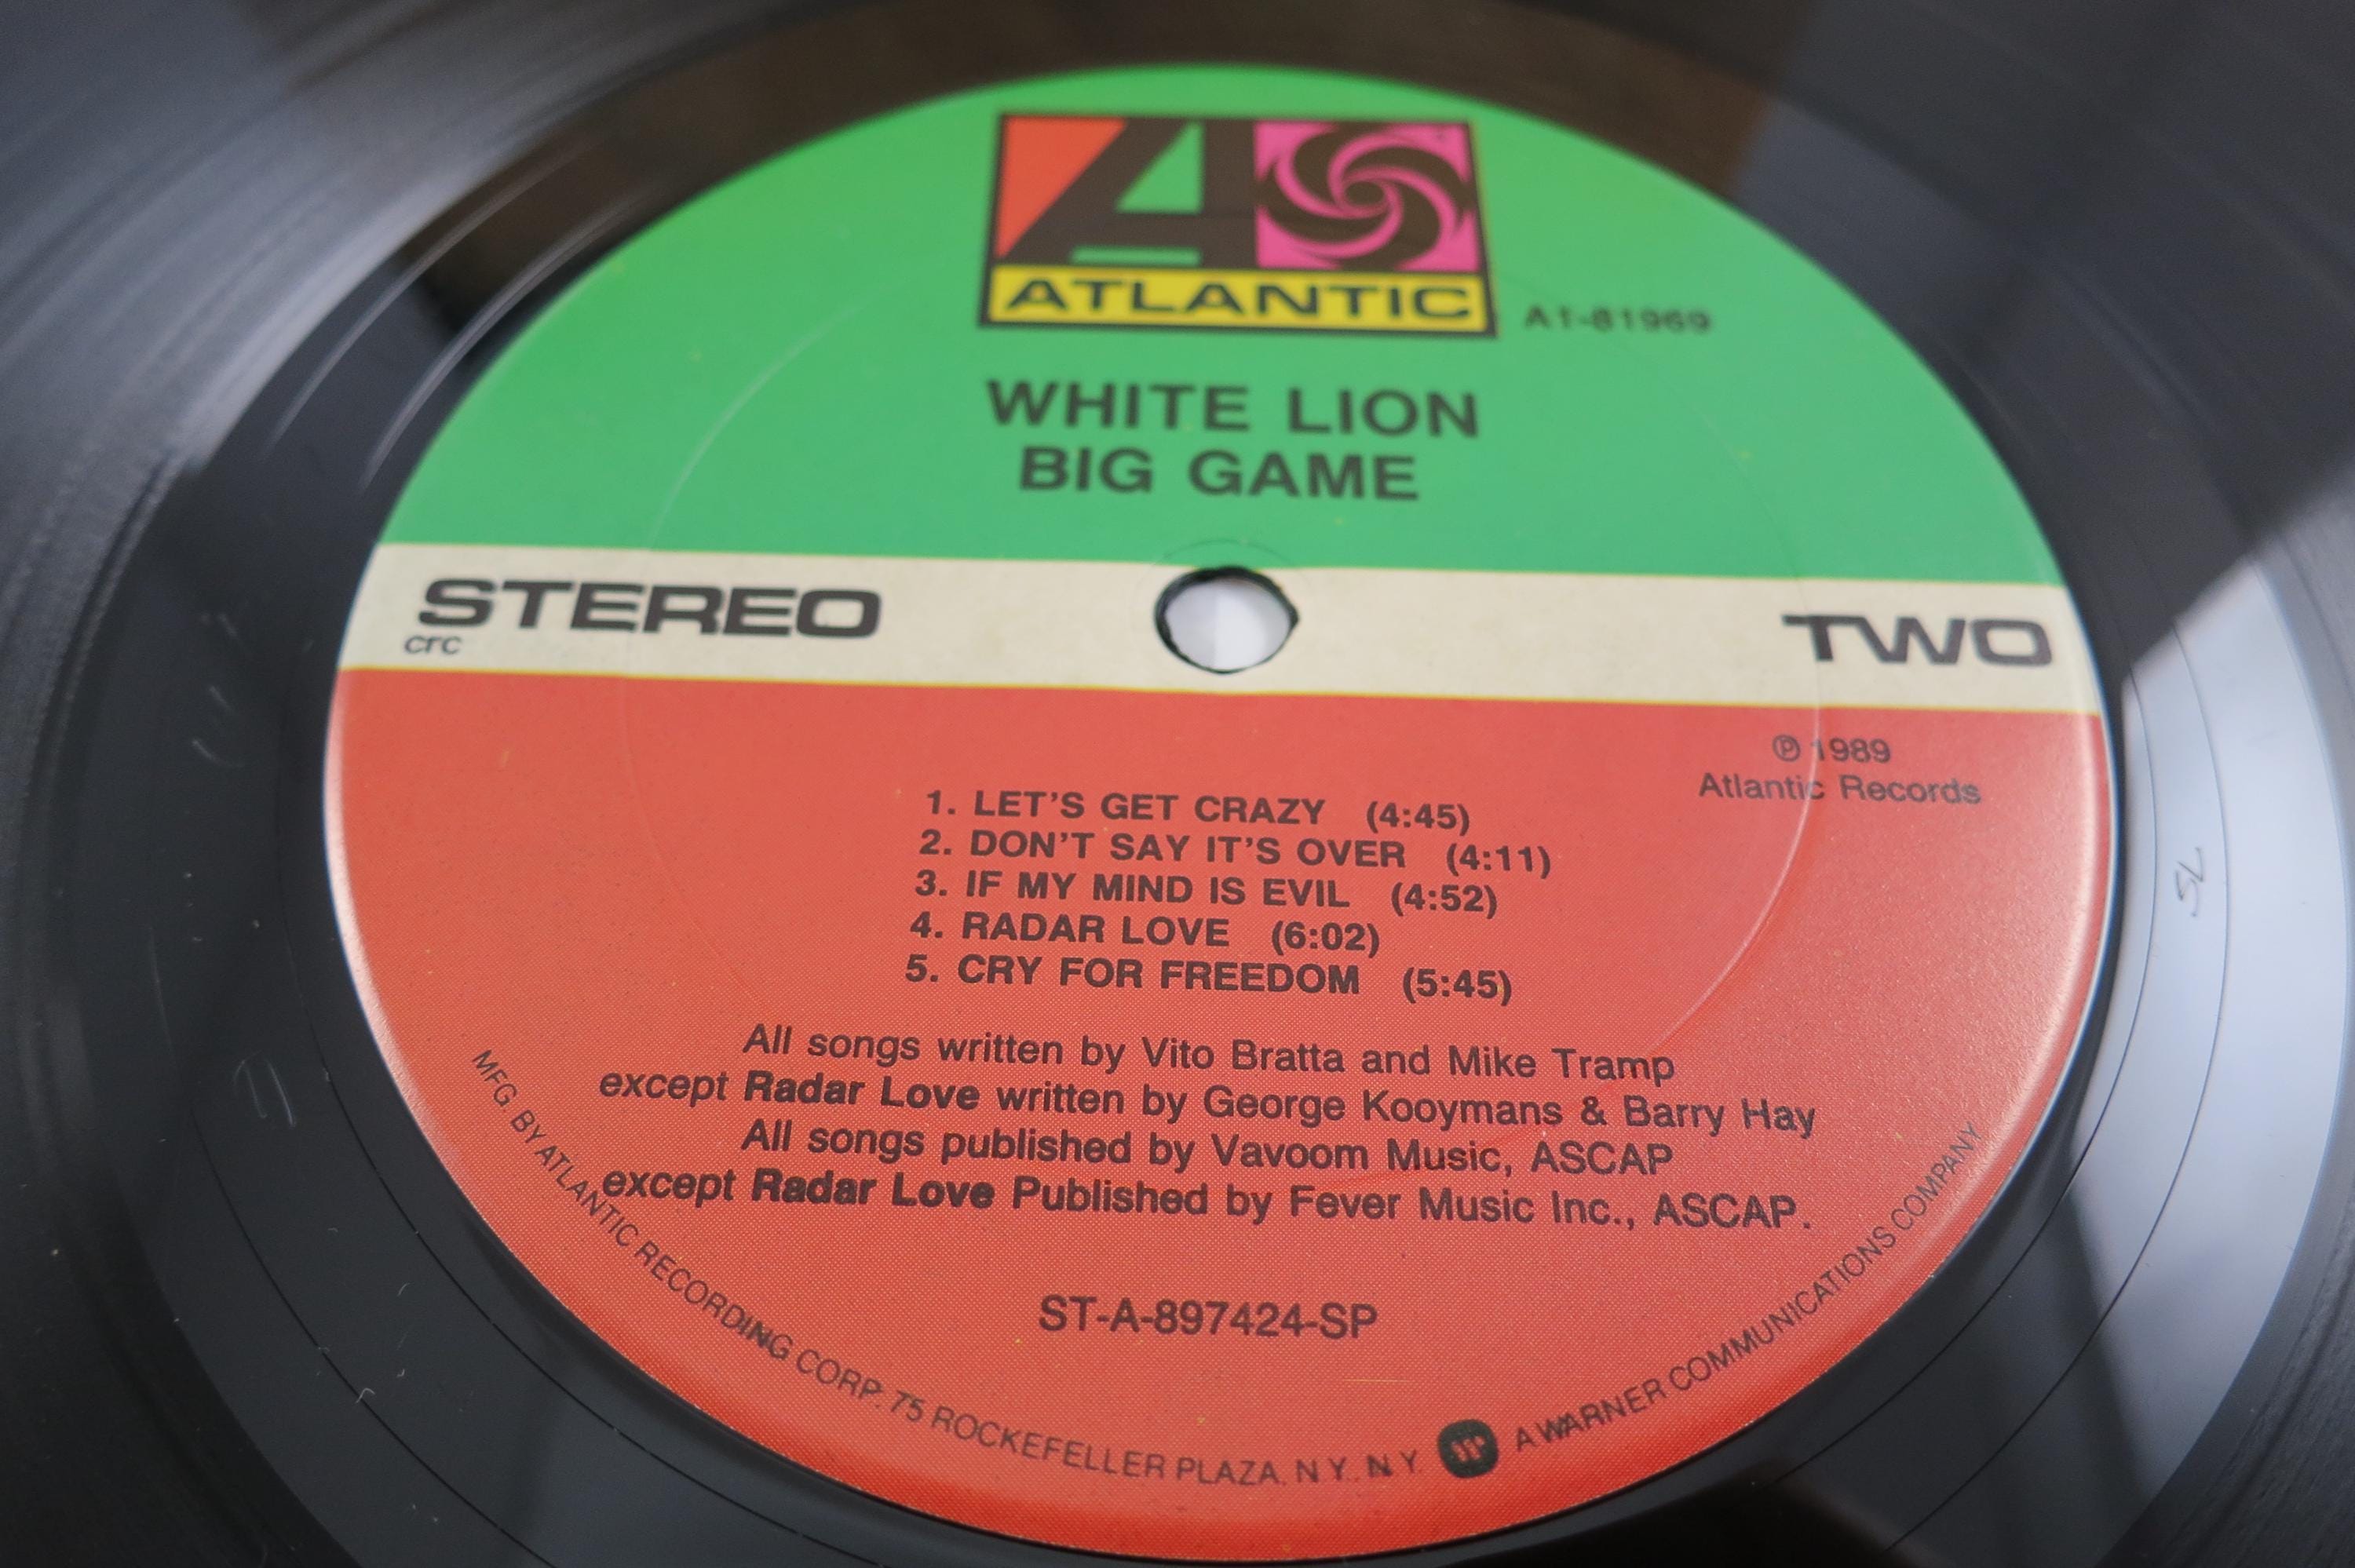 ATLANTIC
A1-81969
WHITE LION
BIG GAME
STEREO
crc
TWO
℗ 1989
Atlantic Records
1. LET'S GET CRAZY (4:45)
2. DON'T SAY IT'S OVER (4:11)
3. IF MY MIND IS EVIL (4:52)
4. RADAR LOVE (6:02)
5. CRY FOR FREEDOM (5:45)
All songs written by Vito Bratta and Mike Tramp
except Radar Love written by George Kooymans & Barry Hay
All songs published by Vavoom Music, ASCAP
except Radar Love Published by Fever Music Inc., ASCAP.
ST-A-897424-SP
MFG. BY ATLANTIC RECORDING CORP. 75 ROCKEFELLER PLAZA. N.Y. N.Y. A WARNER COMMUNICATIONS COMPANY
SL